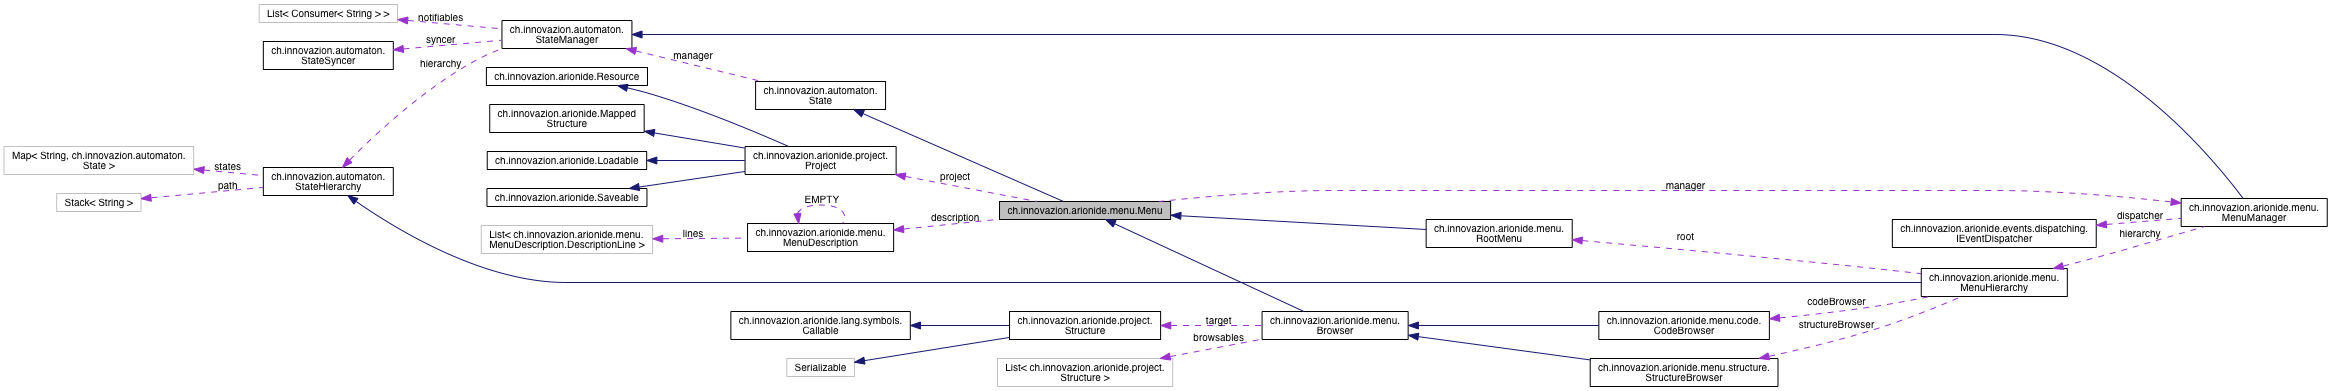 List< Consumer< String > >
notifiables
ch.innovazion.automaton.
StateManager
syncer
ch.innovazion.automaton.
StateSyncer
hierarchy
manager
ch.innovazion.arionide.Resource
ch.innovazion.automaton.
State
ch.innovazion.arionide.Mapped
Structure
Map< String, ch.innovazion.automaton.
State >
states
ch.innovazion.arionide.Loadable
ch.innovazion.arionide.project.
Project
ch.innovazion.automaton.
StateHierarchy
path
Stack< String >
ch.innovazion.arionide.Saveable
project
manager
EMPTY
description
ch.innovazion.arionide.menu.Menu
ch.innovazion.arionide.menu.
MenuManager
dispatcher
List< ch.innovazion.arionide.menu.
MenuDescription.DescriptionLine >
lines
ch.innovazion.arionide.menu.
MenuDescription
ch.innovazion.arionide.menu.
RootMenu
root
ch.innovazion.arionide.events.dispatching.
IEventDispatcher
hierarchy
ch.innovazion.arionide.menu.
MenuHierarchy
codeBrowser
structureBrowser
ch.innovazion.arionide.lang.symbols.
Callable
ch.innovazion.arionide.project.
Structure
target
browsables
ch.innovazion.arionide.menu.
Browser
ch.innovazion.arionide.menu.code.
CodeBrowser
Serializable
List< ch.innovazion.arionide.project.
Structure >
ch.innovazion.arionide.menu.structure.
StructureBrowser